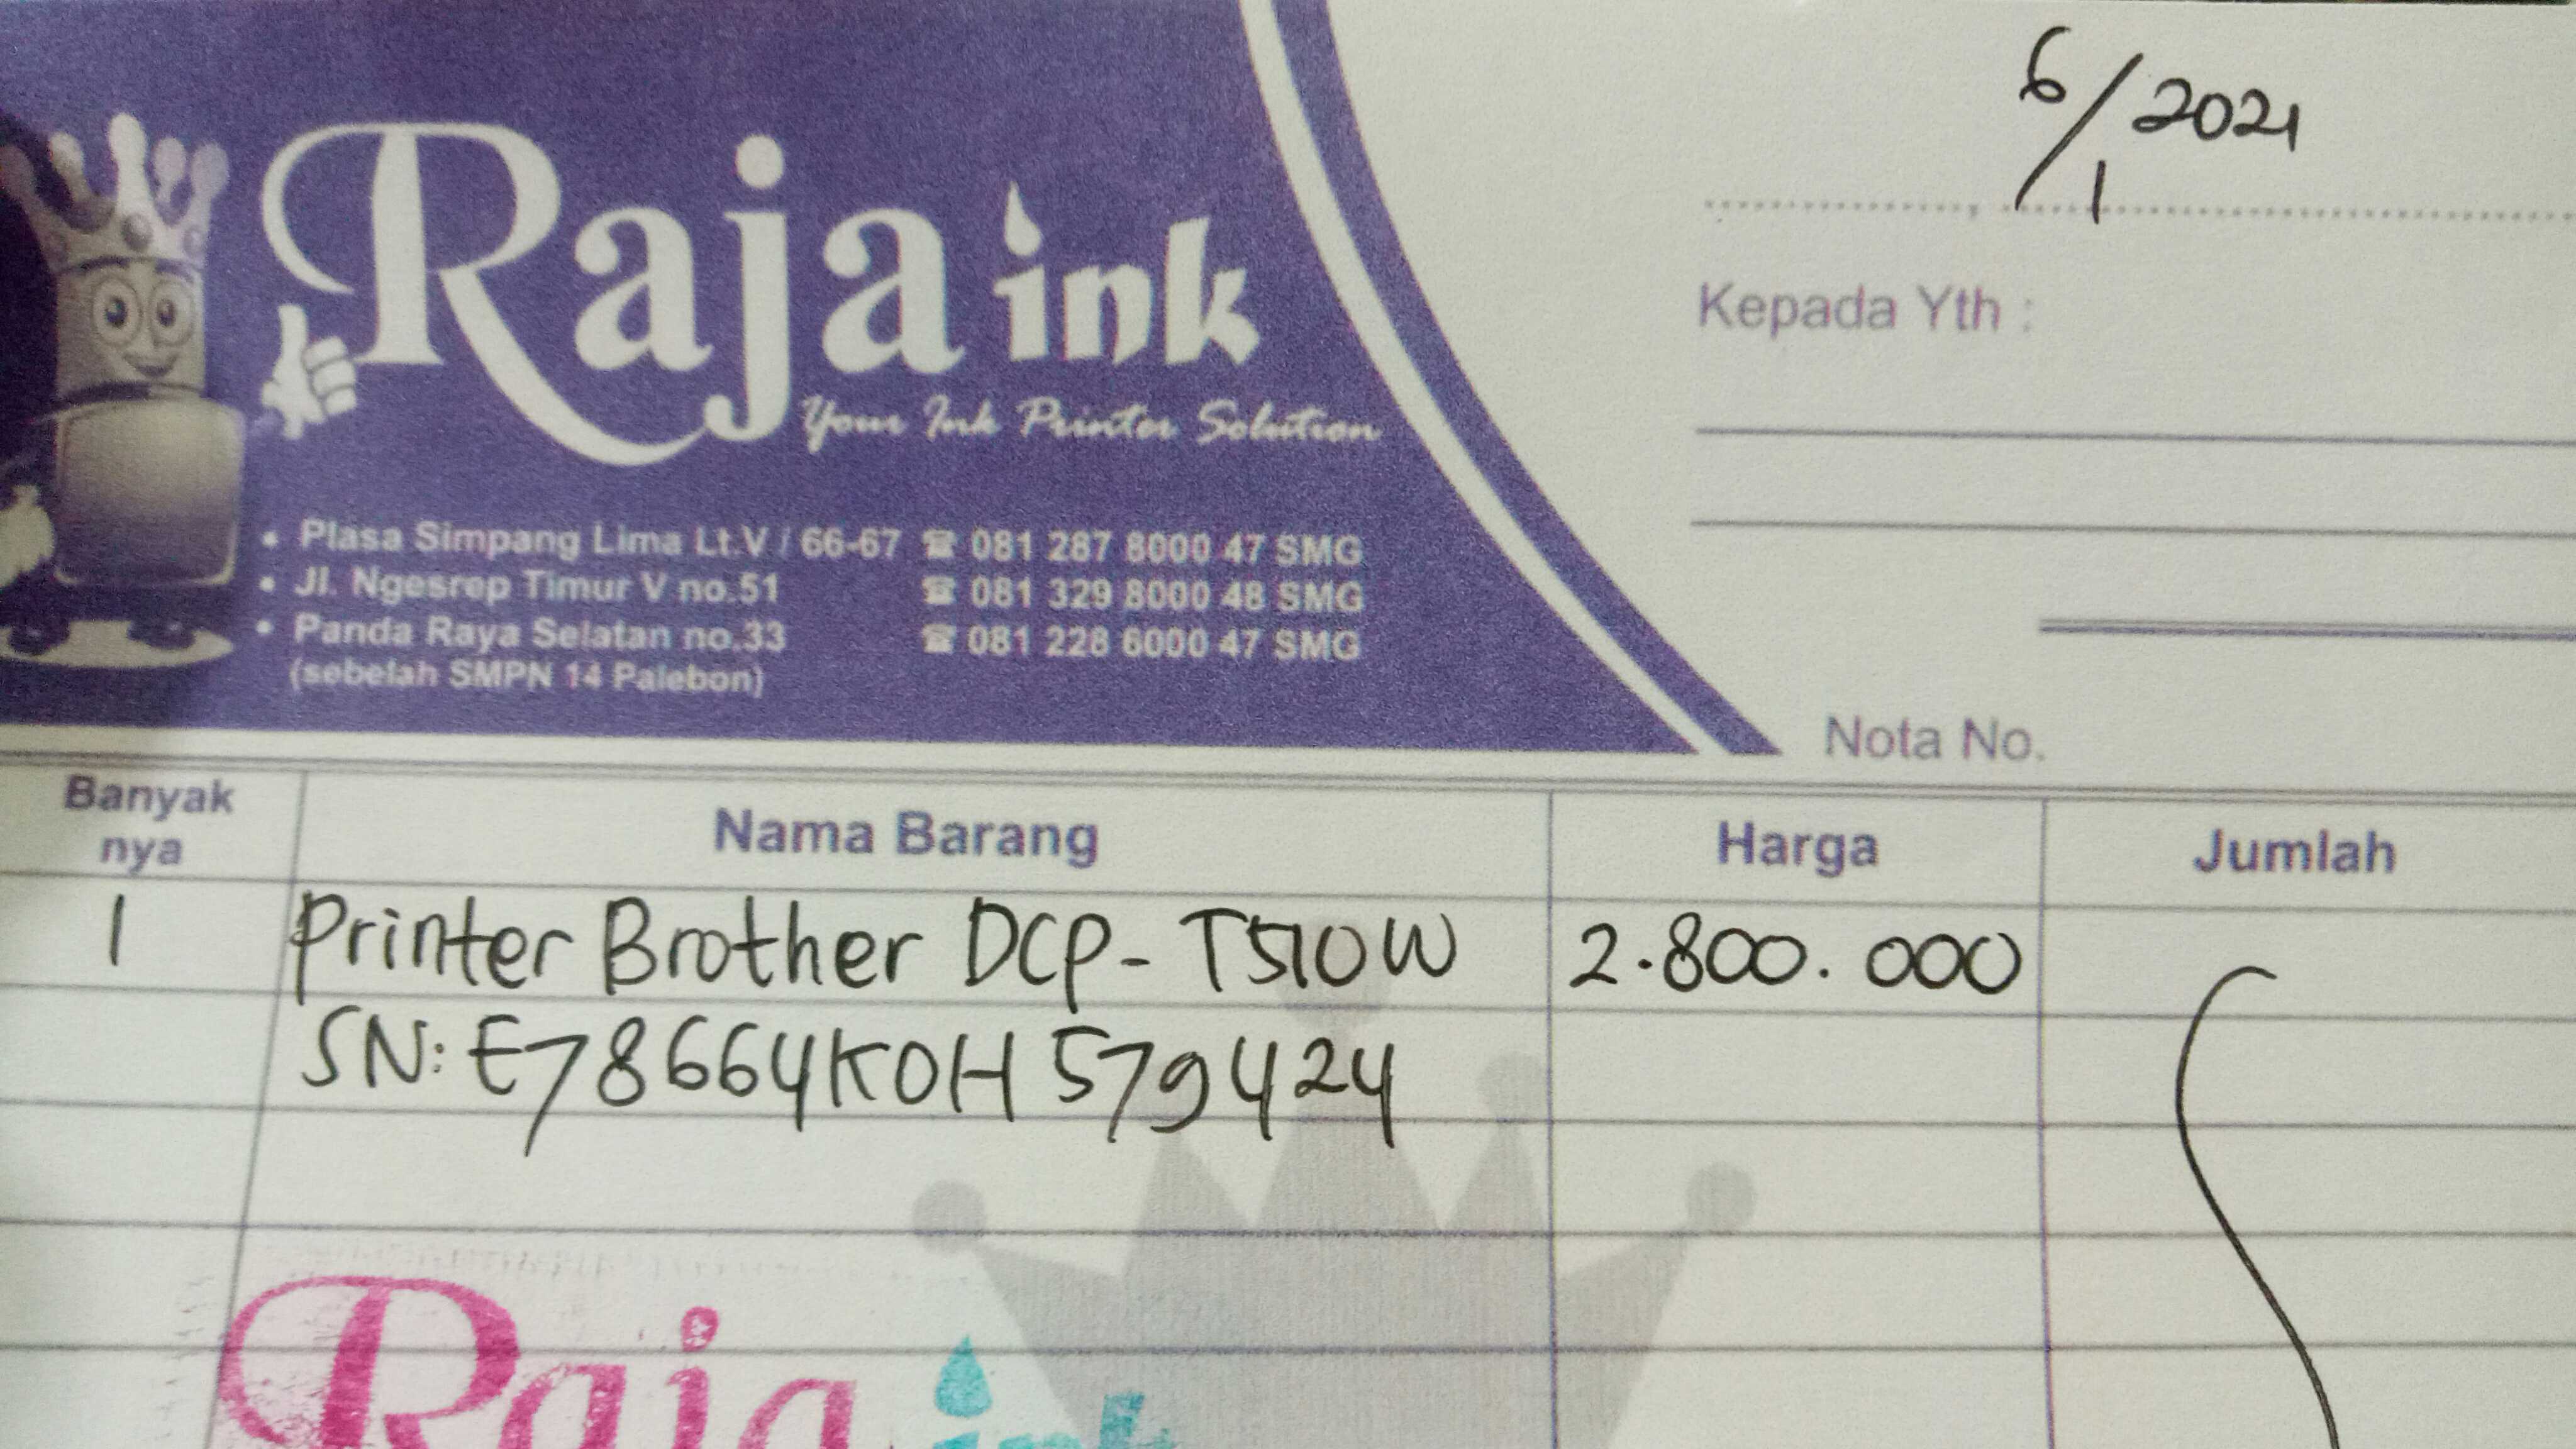 6/1 2021
Raja ink
Your Ink Printer Solution
Kepada Yth :
• Plasa Simpang Lima Lt.V / 66-67 ☎ 081 287 8000 47 SMG
• Jl. Ngesrep Timur V no.51 ☎ 081 329 8000 48 SMG
• Panda Raya Selatan no.33 ☎ 081 228 6000 47 SMG
(sebelah SMPN 14 Palebon)
Nota No.
Banyak nya Nama Barang Harga Jumlah
1 Printer Brother DCP-T510W 2.800.000
SN: E78664K0H579424
Raja ink